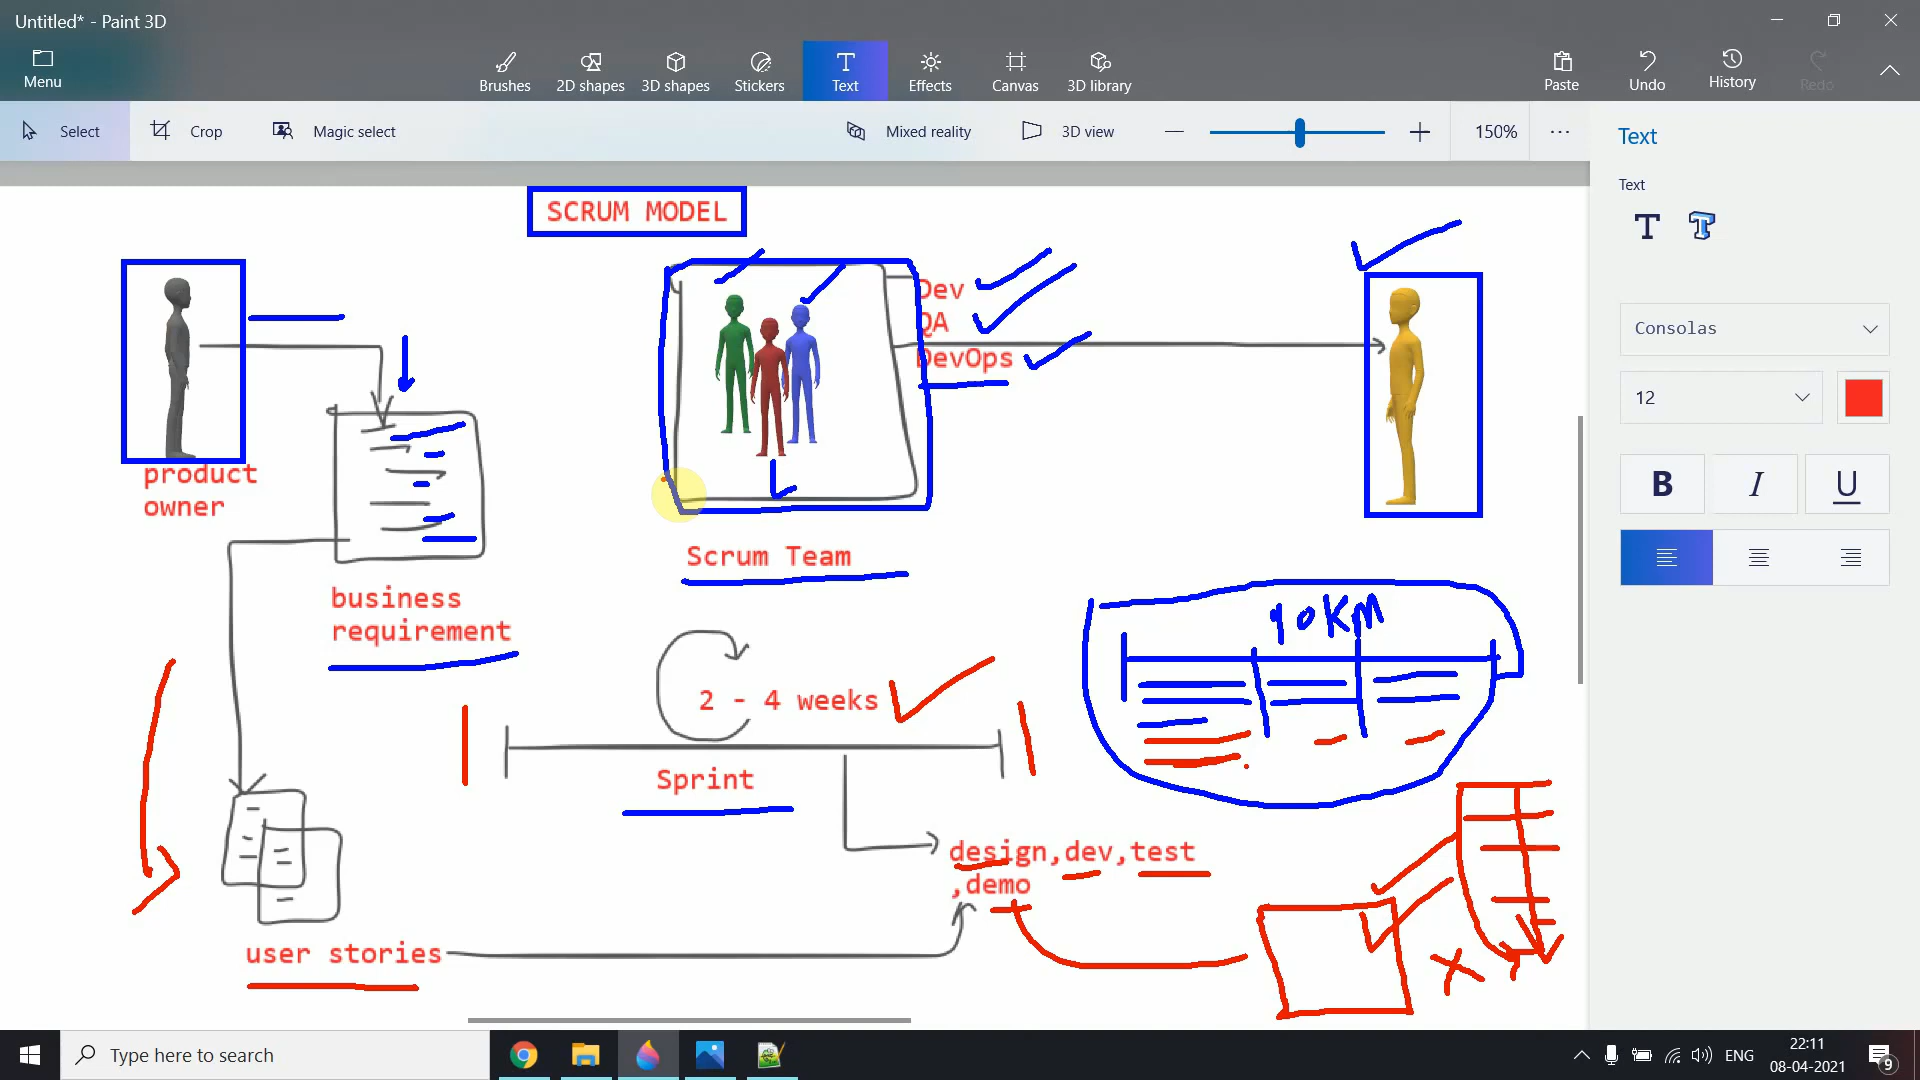 Untitled* - Paint 3D
Menu
Brushes
2D shapes
3D shapes
Stickers
Text
Effects
Canvas
3D library
Paste
Undo
History
Redo
Select
Crop
Magic select
Mixed reality
3D view
150%
Text
Text
Consolas
12
B
I
U
SCRUM MODEL
Dev
QA
DevOps
product
owner
Scrum Team
business
requirement
10KM
2 - 4 weeks
Sprint
design,dev,test
,demo
user stories
Type here to search
ENG
22:11
08-04-2021
9